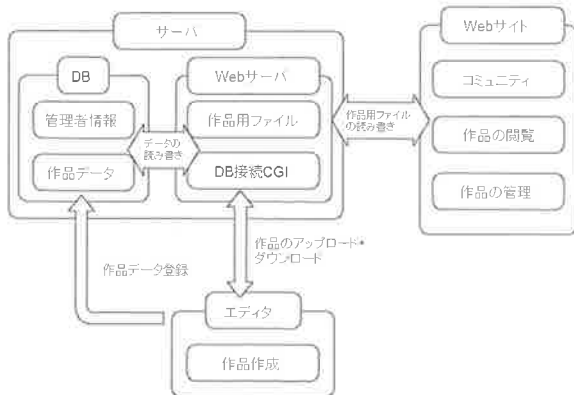 サーバ
DB
管理者情報
作品データ
データの
読み書き
Webサーバ
作品用ファイル
DB接続CGI
作品用ファイル
の読み書き
Webサイト
コミュニティ
作品の閲覧
作品の管理
作品データ登録
作品のアップロード・
ダウンロード
エディタ
作品作成